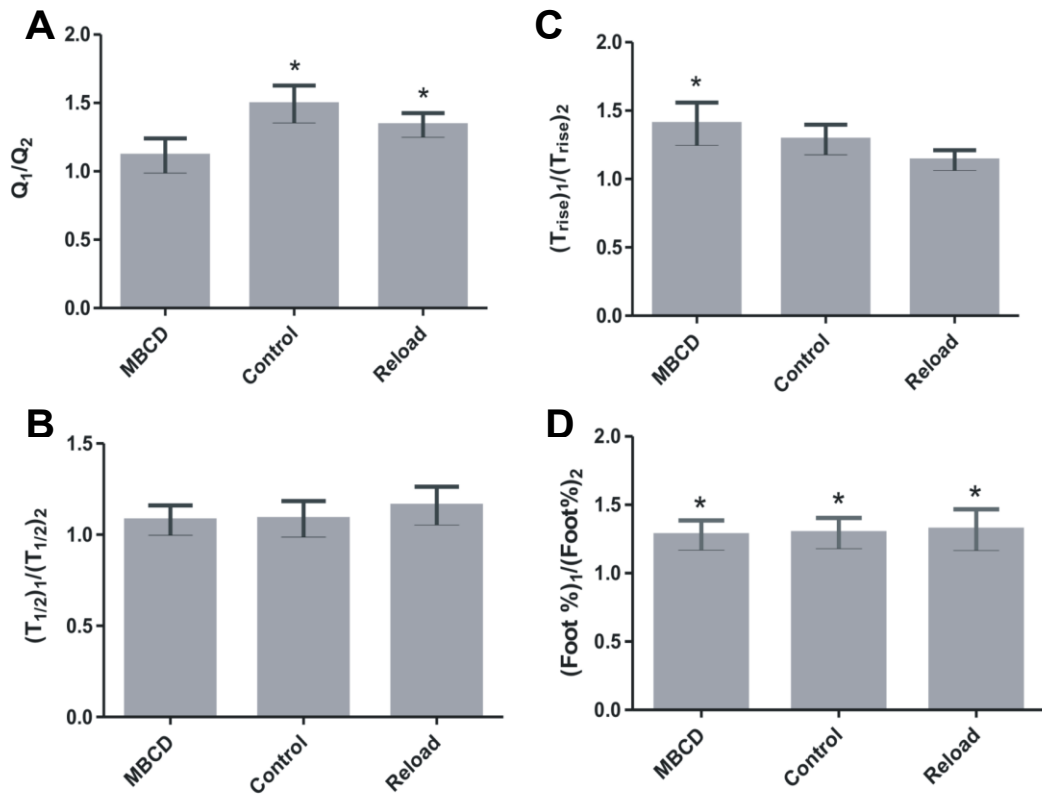 A
2.0
1.5
1.0
0.5
0.0
Q1/Q2
*
*
MBCD
Control
Reload
B
1.5
1.0
0.5
0.0
(T1/2)1/(T1/2)2
MBCD
Control
Reload
C
2.0
1.5
1.0
0.5
0.0
(Trise)1/(Trise)2
*
MBCD
Control
Reload
D
2.0
1.5
1.0
0.5
0.0
(Foot %)1/(Foot%)2
*
*
*
MBCD
Control
Reload